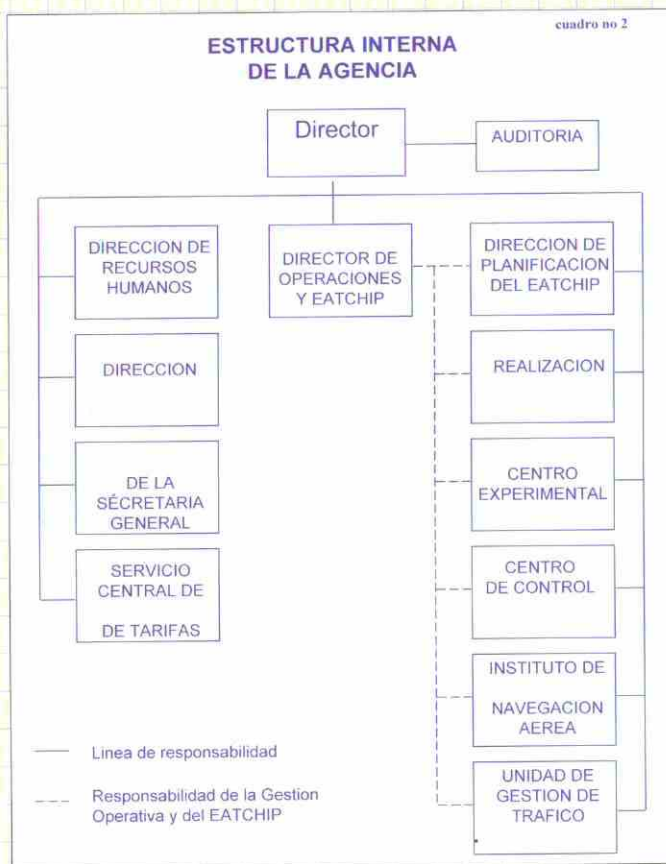 cuadro no 2
ESTRUCTURA INTERNA
DE LA AGENCIA
Director
AUDITORIA
DIRECCION DE
RECURSOS
HUMANOS
DIRECTOR DE
OPERACIONES
Y EATCHIP
DIRECCION DE
PLANIFICACION
DEL EATCHIP
DIRECCION
REALIZACION
DE LA
SÉCRETARIA
GENERAL
CENTRO
EXPERIMENTAL
SERVICIO
CENTRAL DE
DE TARIFAS
CENTRO
DE CONTROL
INSTITUTO DE
NAVEGACION
AEREA
UNIDAD DE
GESTION DE
TRAFICO
Linea de responsabilidad
Responsabilidad de la Gestion
Operativa y del EATCHIP